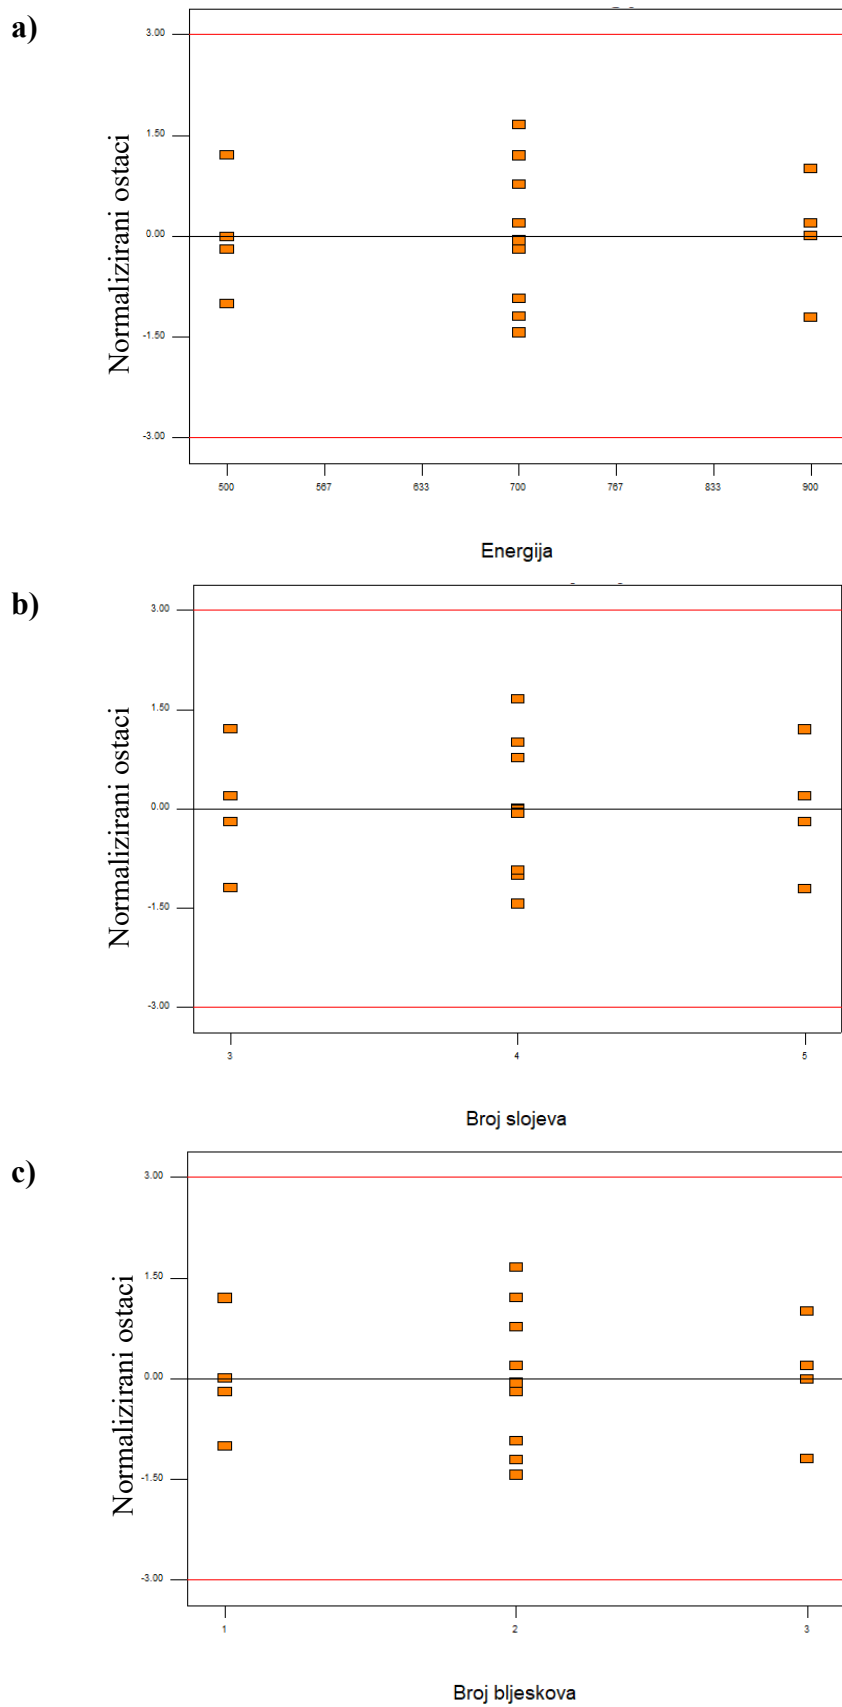 a)
3.00
1.50
0.00
-1.50
-3.00
Normalizirani ostaci
500 567 633 700 767 833 900
Energija
b)
3.00
1.50
0.00
-1.50
-3.00
Normalizirani ostaci
3 4 5
Broj slojeva
c)
3.00
1.50
0.00
-1.50
-3.00
Normalizirani ostaci
1 2 3
Broj bljeskova